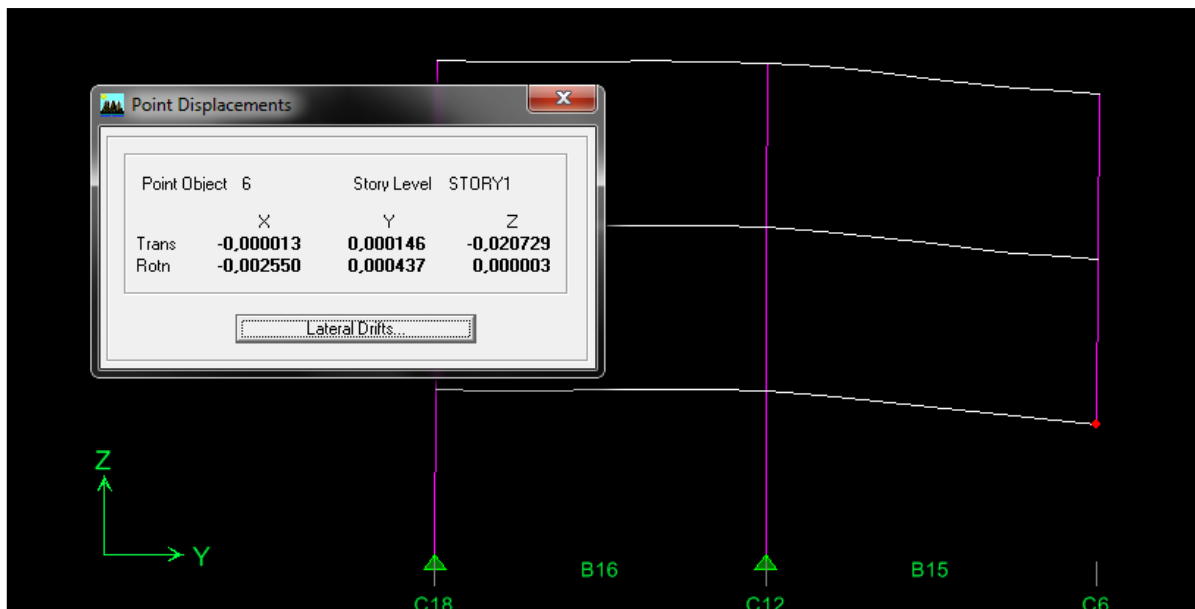 Point Displacements
Point Object 6 Story Level STORY1
X Y Z
Trans -0,000013 0,000146 -0,020729
Rotn -0,002550 0,000437 0,000003
Lateral Drifts...
Z
Y
B16 B15
C18 C12 C6